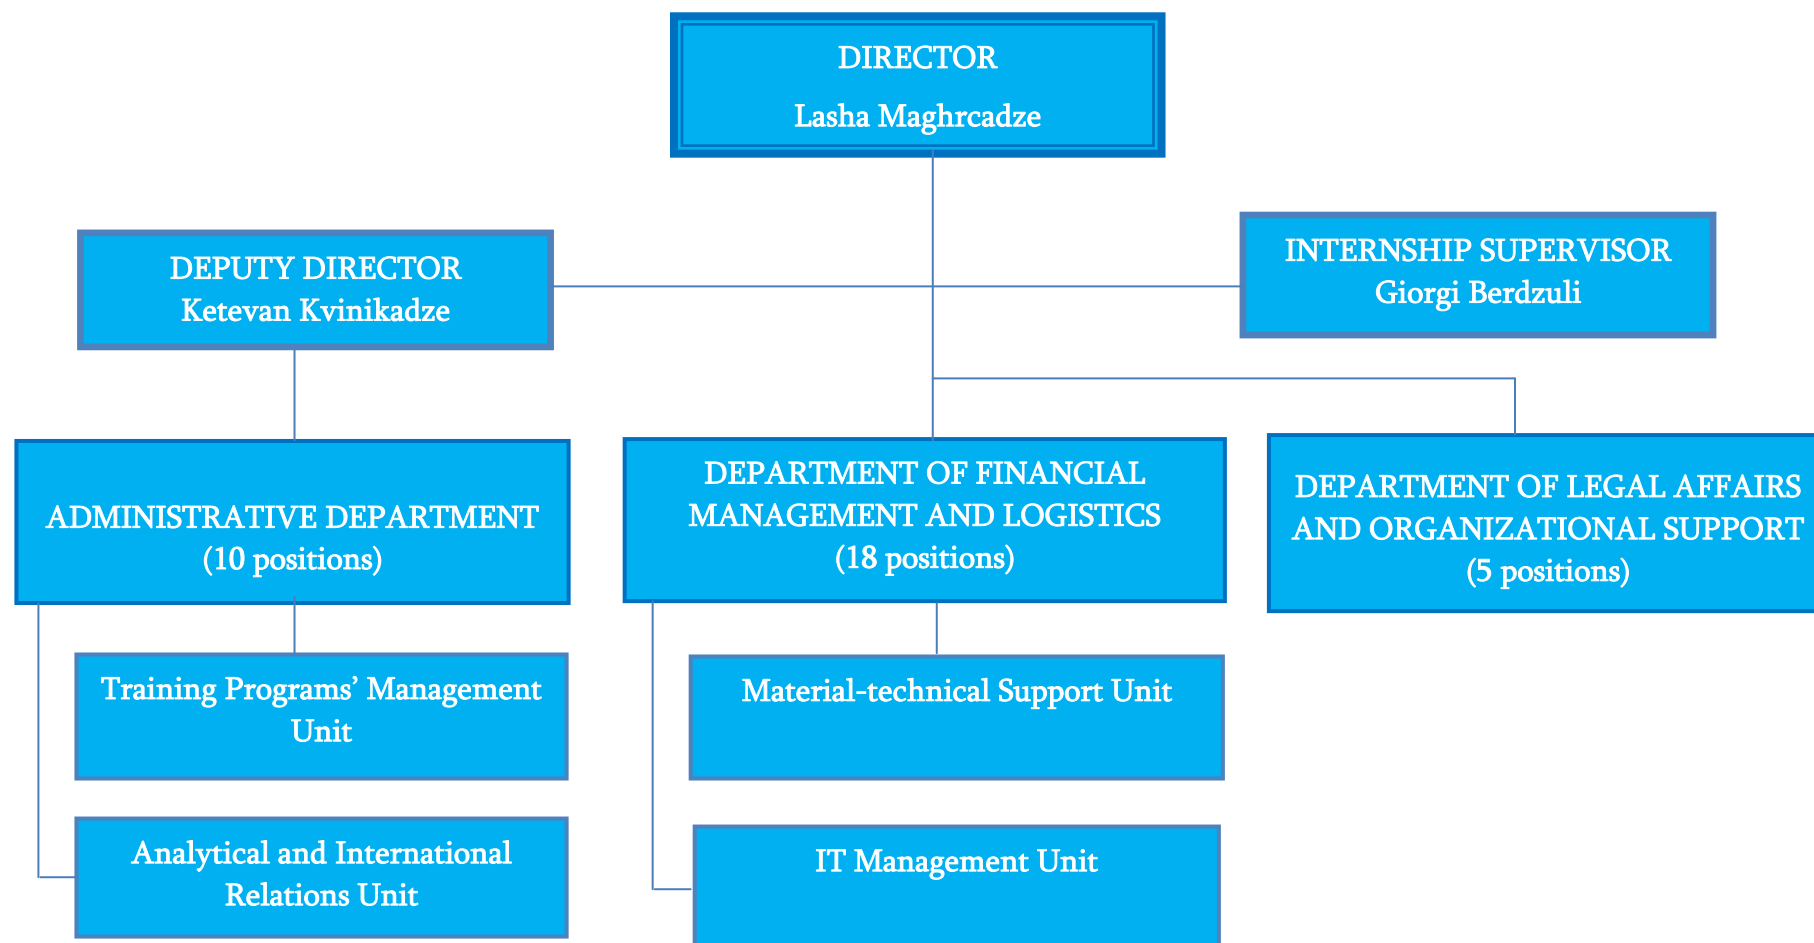 DIRECTOR
Lasha Maghrcadze
DEPUTY DIRECTOR
Ketevan Kvinikadze
INTERNSHIP SUPERVISOR
Giorgi Berdzuli
ADMINISTRATIVE DEPARTMENT
(10 positions)
DEPARTMENT OF FINANCIAL
MANAGEMENT AND LOGISTICS
(18 positions)
DEPARTMENT OF LEGAL AFFAIRS
AND ORGANIZATIONAL SUPPORT
(5 positions)
Training Programs’ Management
Unit
Material-technical Support Unit
Analytical and International
Relations Unit
IT Management Unit